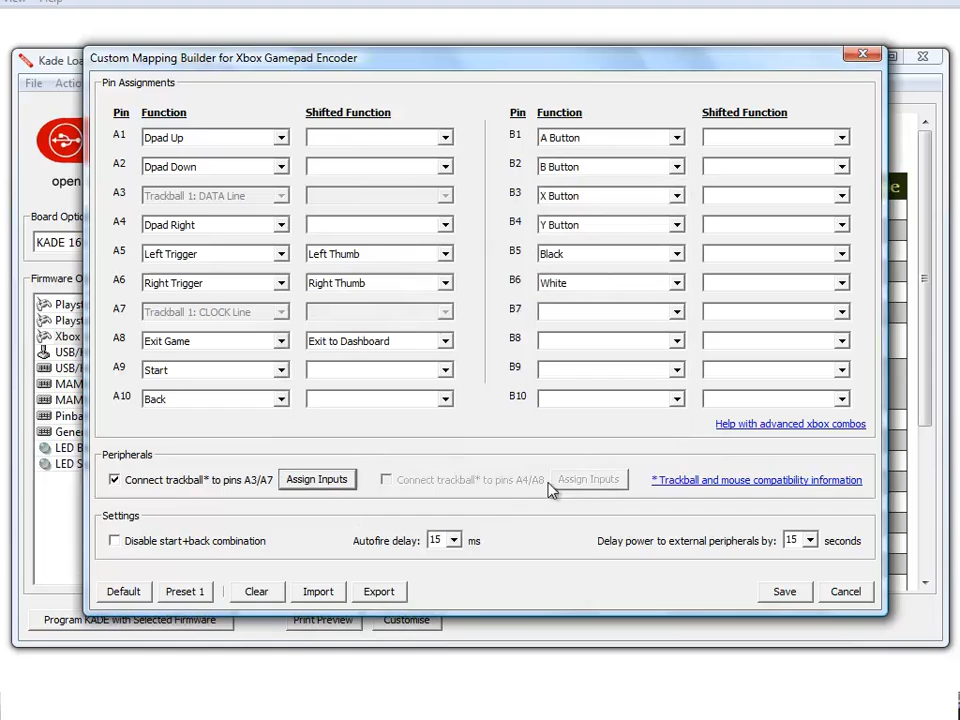 View Help
Kade Loa
File Actio
open
Board Optio
KADE 16
Firmware O
Playst
Playst
Xbox
USB/
USB/
MAM
MAM
Pinba
Gene
LED B
LED S
Program KADE with Selected Firmware Print Preview Customise
e
Custom Mapping Builder for Xbox Gamepad Encoder
Pin Assignments
Pin Function Shifted Function Pin Function Shifted Function
A1 Dpad Up B1 A Button
A2 Dpad Down B2 B Button
A3 Trackball 1: DATA Line B3 X Button
A4 Dpad Right B4 Y Button
A5 Left Trigger Left Thumb B5 Black
A6 Right Trigger Right Thumb B6 White
A7 Trackball 1: CLOCK Line B7
A8 Exit Game Exit to Dashboard B8
A9 Start B9
A10 Back B10
Help with advanced xbox combos
Peripherals
Connect trackball* to pins A3/A7 Assign Inputs Connect trackball* to pins A4/A8 Assign Inputs * Trackball and mouse compatibility information
Settings
Disable start+back combination Autofire delay: 15 ms Delay power to external peripherals by: 15 seconds
Default Preset 1 Clear Import Export Save Cancel